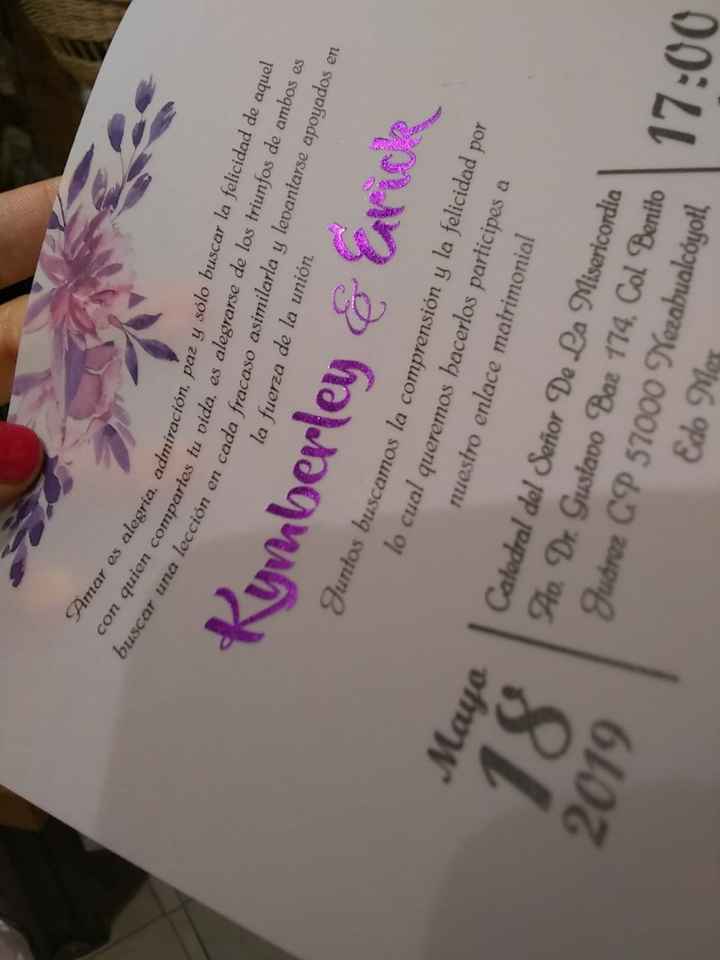 Amar es alegria, admiración, paz y sólo buscar la felicidad de aquel
con quien compartes tu vida, es alegrarse de los triunfos de ambos es
buscar una lección en cada fracaso asimilarla y levantarse apoyados en
la fuerza de la unión.
Kymberley & Erick
Juntos buscamos la comprensión y la felicidad por
lo cual queremos hacerlos participes a
nuestro enlace matrimonial
Mayo
18
2019
Catedral del Señor De La Misericordia
Av. Dr. Gustavo Baz 174, Col Benito
Juárez C.P 57000 Nezahualcóyotl,
Edo Mex
17:00